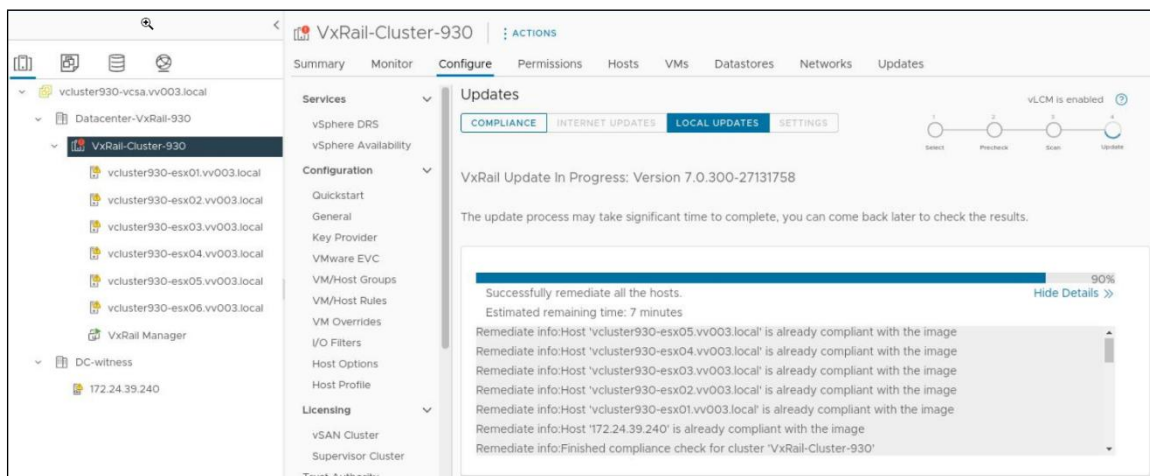 VxRail-Cluster-930
ACTIONS
Summary Monitor Configure Permissions Hosts VMs Datastores Networks Updates
vcluster930-vcsa.vv003.local
Datacenter-VxRail-930
VxRail-Cluster-930
vcluster930-esx01.vv003.local
vcluster930-esx02.vv003.local
vcluster930-esx03.vv003.local
vcluster930-esx04.vv003.local
vcluster930-esx05.vv003.local
vcluster930-esx06.vv003.local
VxRail Manager
DC-witness
172.24.39.240
Services
vSphere DRS
vSphere Availability
Configuration
Quickstart
General
Key Provider
VMware EVC
VM/Host Groups
VM/Host Rules
VM Overrides
I/O Filters
Host Options
Host Profile
Licensing
vSAN Cluster
Supervisor Cluster
Trust Authority
Updates
vLCM is enabled
COMPLIANCE INTERNET UPDATES LOCAL UPDATES SETTINGS
1 2 3 4
Select Precheck Scan Update
VxRail Update In Progress: Version 7.0.300-27131758
The update process may take significant time to complete, you can come back later to check the results.
90%
Successfully remediate all the hosts.
Hide Details
Estimated remaining time: 7 minutes
Remediate info:Host 'vcluster930-esx05.vv003.local' is already compliant with the image
Remediate info:Host 'vcluster930-esx04.vv003.local' is already compliant with the image
Remediate info:Host 'vcluster930-esx03.vv003.local' is already compliant with the image
Remediate info:Host 'vcluster930-esx02.vv003.local' is already compliant with the image
Remediate info:Host 'vcluster930-esx01.vv003.local' is already compliant with the image
Remediate info:Host '172.24.39.240' is already compliant with the image
Remediate info:Finished compliance check for cluster 'VxRail-Cluster-930'